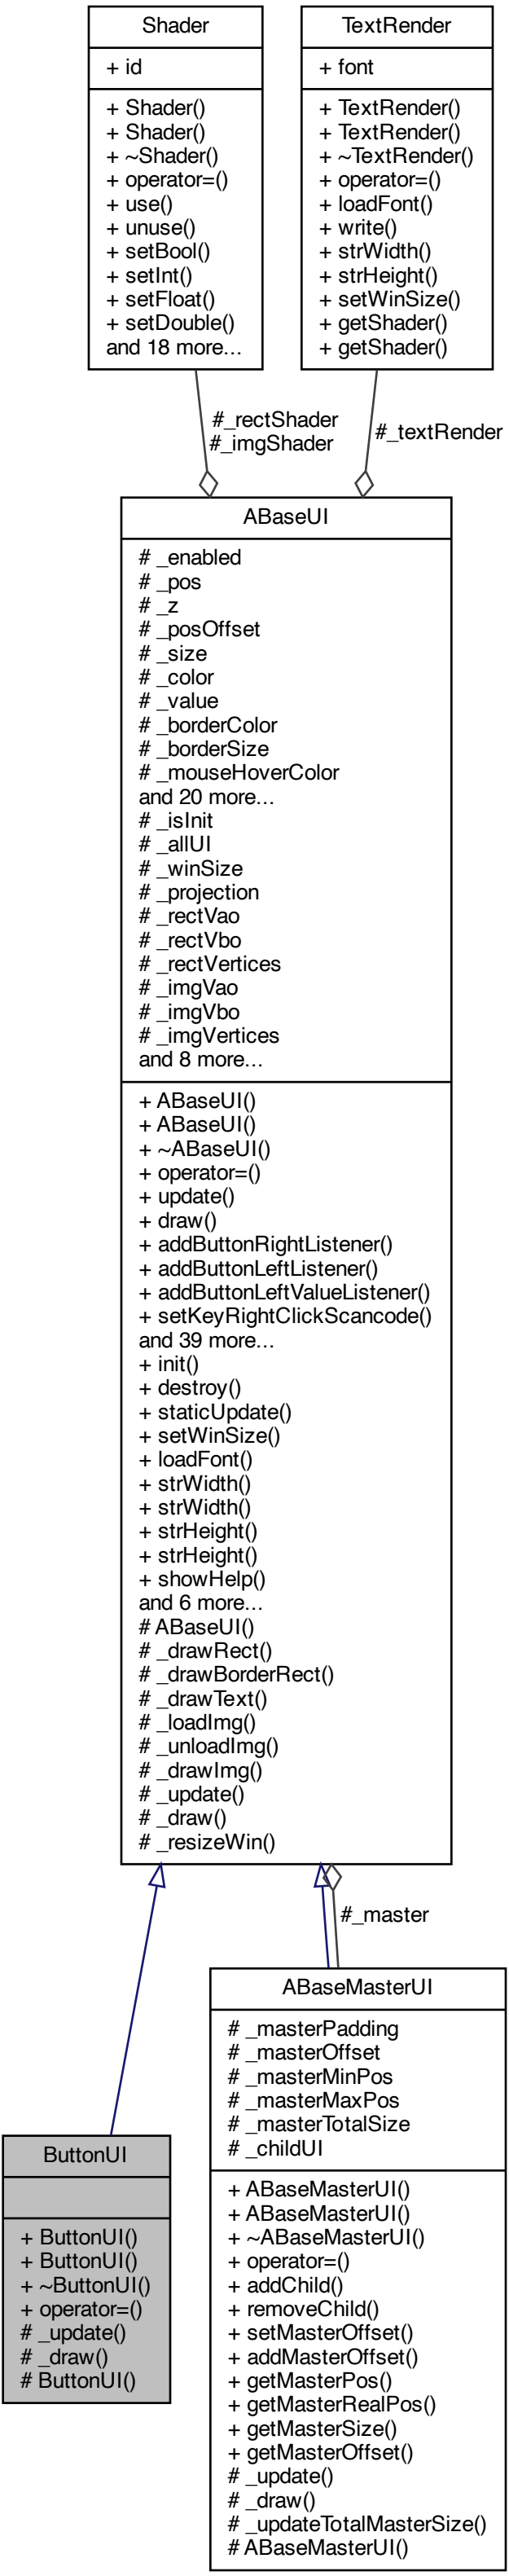 Shader
+ id
+ Shader()
+ Shader()
+ ~Shader()
+ operator=()
+ use()
+ unuse()
+ setBool()
+ setInt()
+ setFloat()
+ setDouble()
and 18 more...
TextRender
+ font
+ TextRender()
+ TextRender()
+ ~TextRender()
+ operator=()
+ loadFont()
+ write()
+ strWidth()
+ strHeight()
+ setWinSize()
+ getShader()
+ getShader()
#_rectShader
#_imgShader
#_textRender
ABaseUI
# _enabled
# _pos
# _z
# _posOffset
# _size
# _color
# _value
# _borderColor
# _borderSize
# _mouseHoverColor
and 20 more...
# _isInit
# _allUI
# _winSize
# _projection
# _rectVao
# _rectVbo
# _rectVertices
# _imgVao
# _imgVbo
# _imgVertices
and 8 more...
+ ABaseUI()
+ ABaseUI()
+ ~ABaseUI()
+ operator=()
+ update()
+ draw()
+ addButtonRightListener()
+ addButtonLeftListener()
+ addButtonLeftValueListener()
+ setKeyRightClickScancode()
and 39 more...
+ init()
+ destroy()
+ staticUpdate()
+ setWinSize()
+ loadFont()
+ strWidth()
+ strWidth()
+ strHeight()
+ strHeight()
+ showHelp()
and 6 more...
# ABaseUI()
# _drawRect()
# _drawBorderRect()
# _drawText()
# _loadImg()
# _unloadImg()
# _drawImg()
# _update()
# _draw()
# _resizeWin()
#_master
ABaseMasterUI
# _masterPadding
# _masterOffset
# _masterMinPos
# _masterMaxPos
# _masterTotalSize
# _childUI
+ ABaseMasterUI()
+ ABaseMasterUI()
+ ~ABaseMasterUI()
+ operator=()
+ addChild()
+ removeChild()
+ setMasterOffset()
+ addMasterOffset()
+ getMasterPos()
+ getMasterRealPos()
+ getMasterSize()
+ getMasterOffset()
# _update()
# _draw()
# _updateTotalMasterSize()
# ABaseMasterUI()
ButtonUI
+ ButtonUI()
+ ButtonUI()
+ ~ButtonUI()
+ operator=()
# _update()
# _draw()
# ButtonUI()